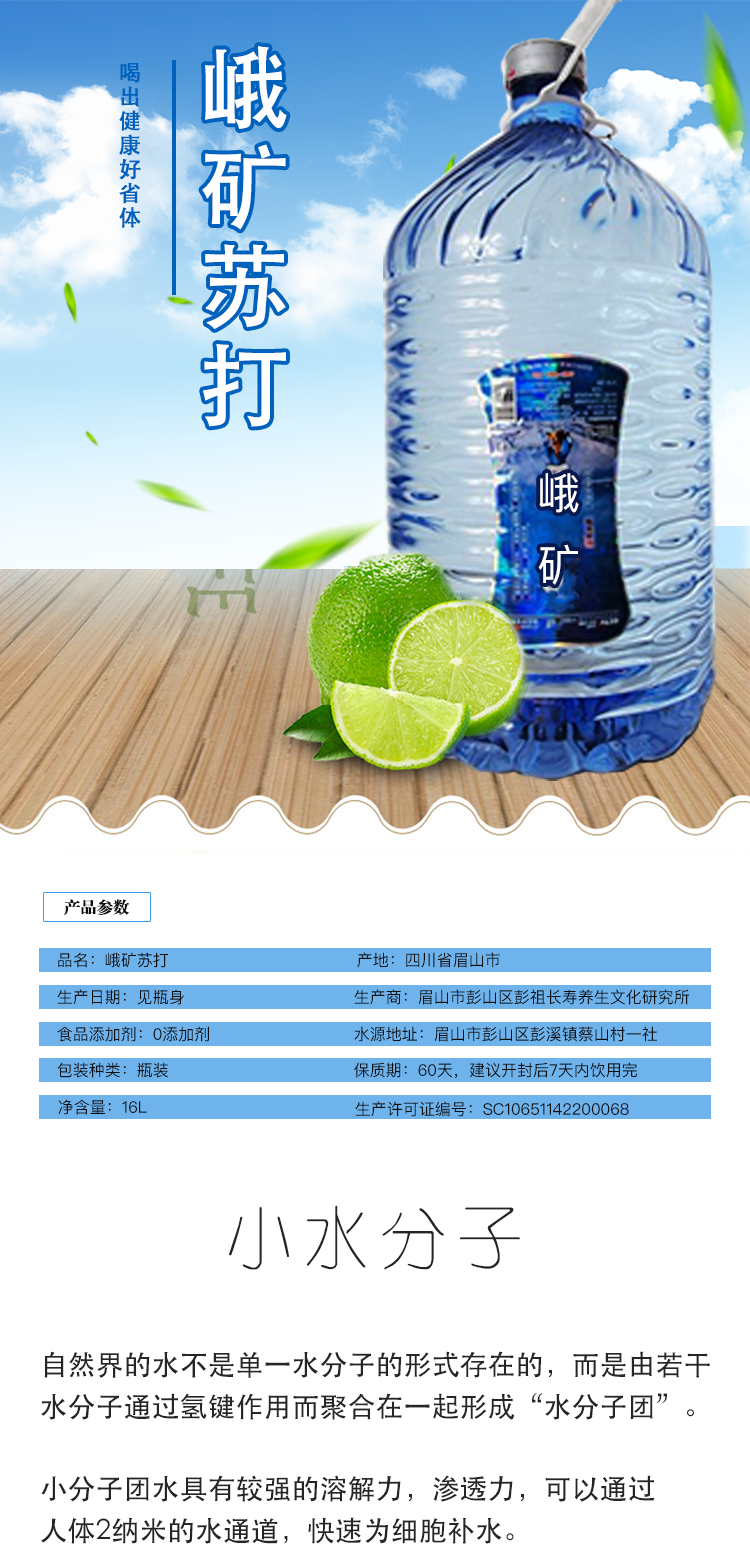 峨矿苏打
喝出健康好省体
峨矿
产品参数
品名：峨矿苏打 产地：四川省眉山市
生产日期：见瓶身 生产商：眉山市彭山区彭祖长寿养生文化研究所
食品添加剂：0添加剂 水源地址：眉山市彭山区彭溪镇蔡山村一社
包装种类：瓶装 保质期：60天，建议开封后7天内饮用完
净含量：16L 生产许可证编号：SC10651142200068
小水分子
自然界的水不是单一水分子的形式存在的，而是由若干
水分子通过氢键作用而聚合在一起形成“水分子团”。
小分子团水具有较强的溶解力，渗透力，可以通过
人体2纳米的水通道，快速为细胞补水。